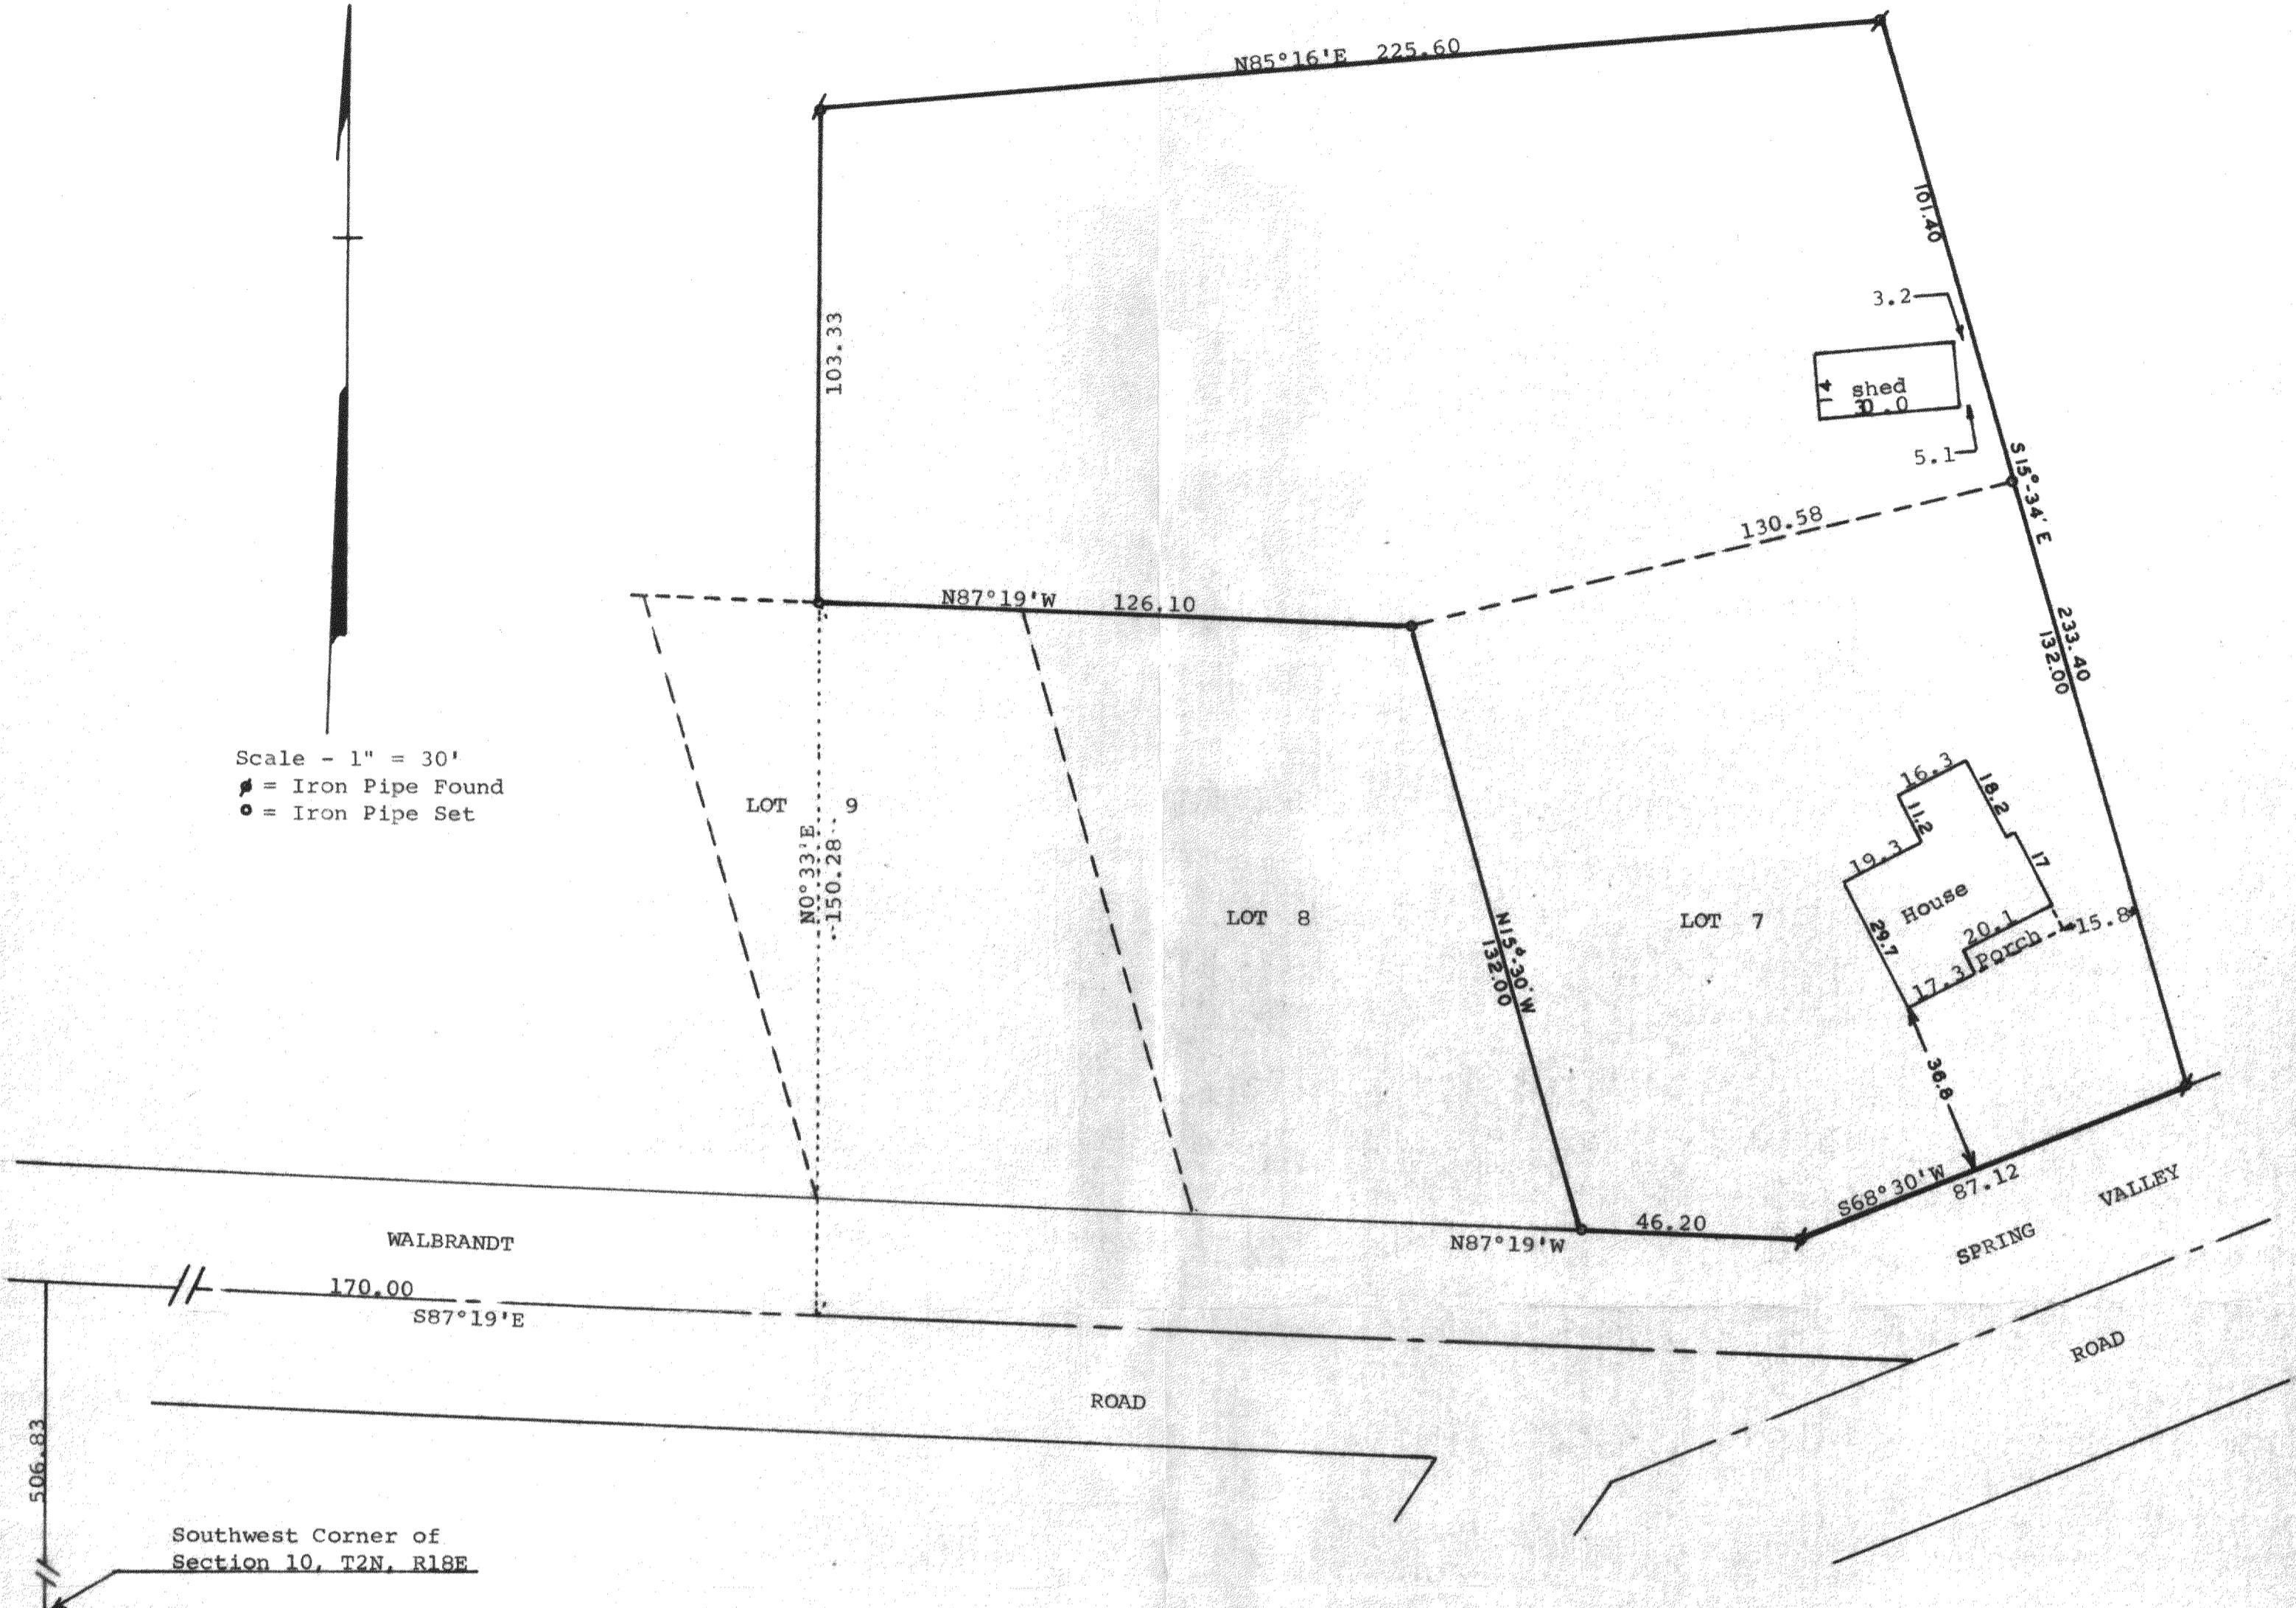 N85°16'E 225.60
101.40
3.2
103.33
14
shed
30.0
5.1
S15°-34'E
130.58
N87°19'W 126.10
233.40
132.00
Scale - 1" = 30'
= Iron Pipe Found
= Iron Pipe Set
LOT 9
N0°33'E
150.28
LOT 8
N15°-30'W
132.00
LOT 7
16.3
18.2
11.2
19.3
17
House
29.7
20.1
Porch
15.8
17.3
36.8
S68°30'W
87.12
46.20
N87°19'W
SPRING VALLEY
ROAD
WALBRANDT
170.00
S87°19'E
ROAD
506.83
Southwest Corner of
Section 10, T2N, R18E